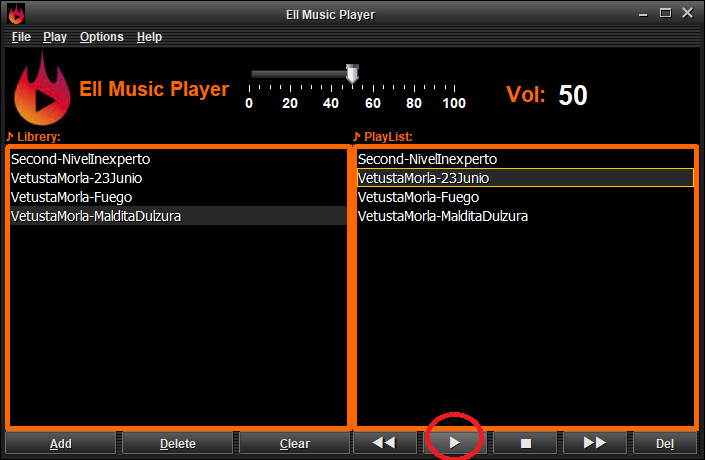 Ell Music Player
File Play Options Help
Ell Music Player
0 20 40 60 80 100
Vol: 50
♪ Librery:
Second-NivelInexperto
VetustaMorla-23Junio
VetustaMorla-Fuego
VetustaMorla-MalditaDulzura
♪ PlayList:
Second-NivelInexperto
VetustaMorla-23Junio
VetustaMorla-Fuego
VetustaMorla-MalditaDulzura
Add Delete Clear Del